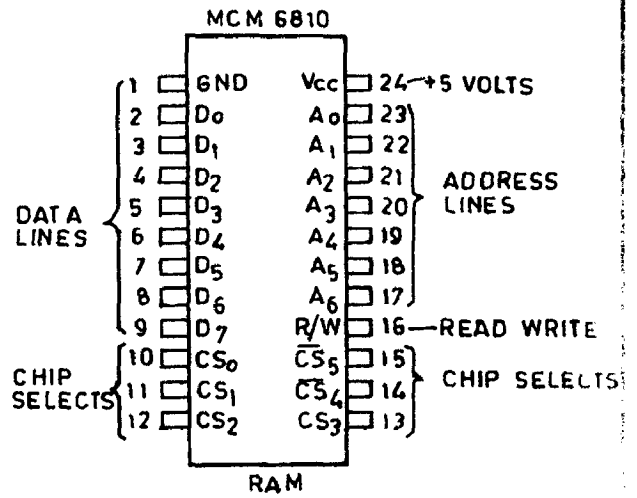 MCM 6810
1 GND Vcc 24 +5 VOLTS
2 D0 A0 23
3 D1 A1 22
4 D2 A2 21
5 D3 A3 20
6 D4 A4 19
7 D5 A5 18
8 D6 A6 17
9 D7 R/W 16 READ WRITE
10 CS0 C̅S̅5 15
11 CS1 C̅S̅4 14
12 CS2 CS3 13
DATA
LINES
ADDRESS
LINES
CHIP
SELECTS
CHIP SELECTS
RAM